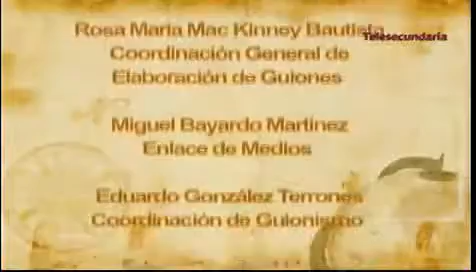 Rosa María Mac Kinney Bautista
Telesecundaria
Coordinación General de
Elaboración de Guiones
Miguel Bayardo Martínez
Enlace de Medios
Eduardo González Terrones
Coordinación de Guionismo